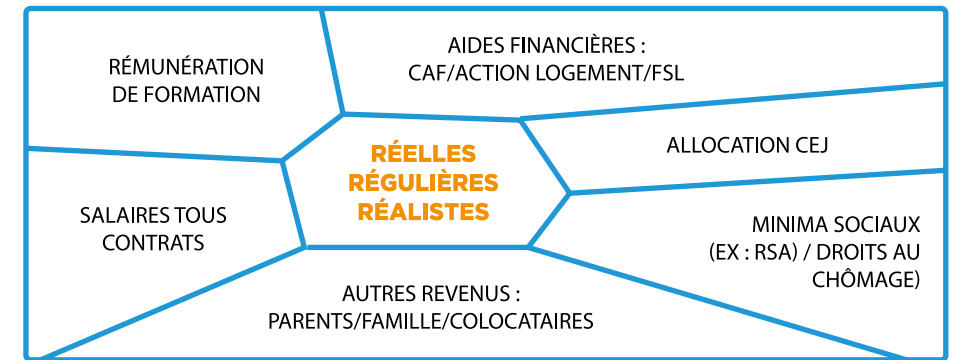 RÉMUNÉRATION
DE FORMATION
AIDES FINANCIÈRES :
CAF/ACTION LOGEMENT/FSL
ALLOCATION CEJ
RÉELLES
RÉGULIÈRES
RÉALISTES
SALAIRES TOUS
CONTRATS
MINIMA SOCIAUX
(EX : RSA) / DROITS AU
CHÔMAGE)
AUTRES REVENUS :
PARENTS/FAMILLE/COLOCATAIRES